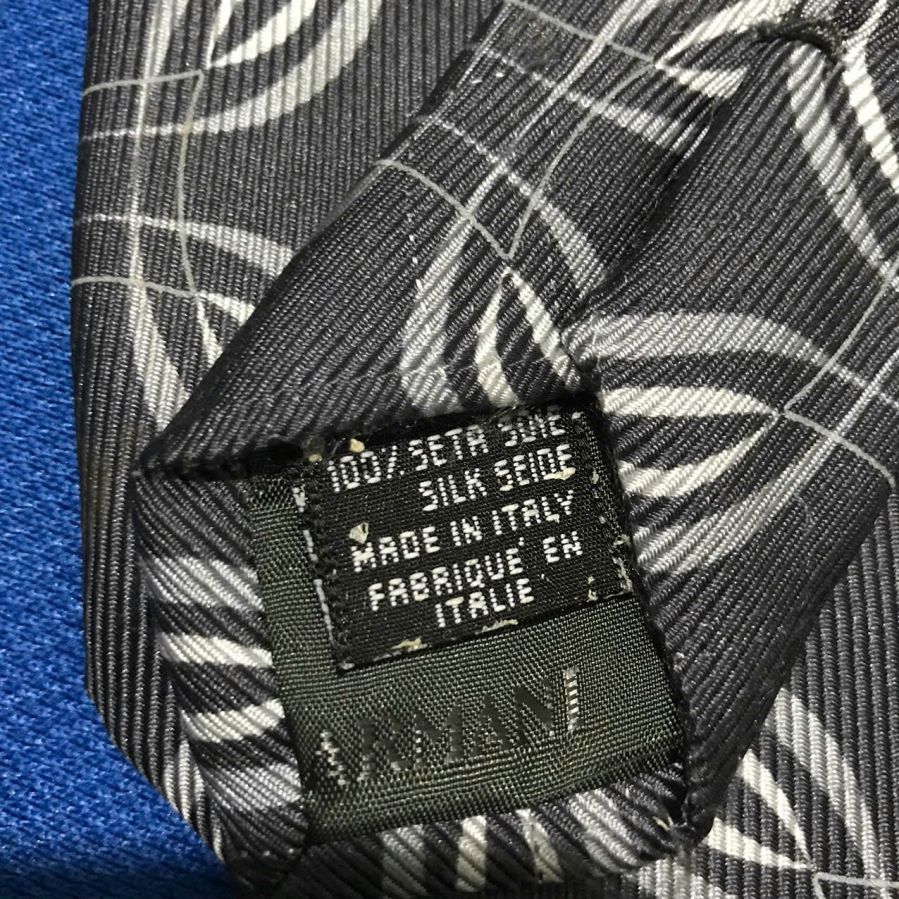 100% SETA SOIE
SILK SEIDE
MADE IN ITALY
FABRIQUE' EN
ITALIE
ARMANI